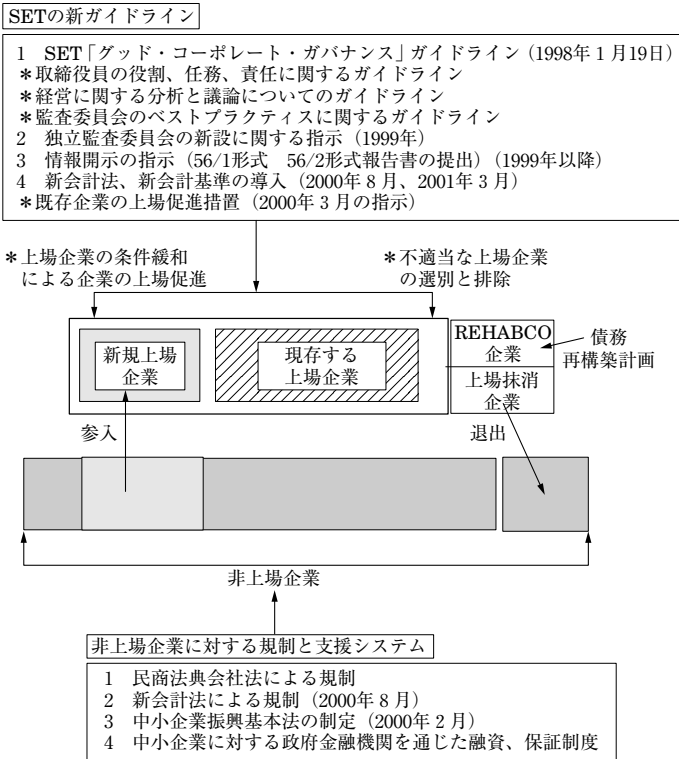 SETの新ガイドライン
1 SET「グッド・コーポレート・ガバナンス」ガイドライン(1998年1月19日)
*取締役員の役割、任務、責任に関するガイドライン
*経営に関する分析と議論についてのガイドライン
*監査委員会のベストプラクティスに関するガイドライン
2 独立監査委員会の新設に関する指示(1999年)
3 情報開示の指示(56/1形式 56/2形式報告書の提出)(1999年以降)
4 新会計法、新会計基準の導入(2000年8月、2001年3月)
*既存企業の上場促進措置(2000年3月の指示)
*上場企業の条件緩和
による企業の上場促進
*不適当な上場企業
の選別と排除
新規上場
企業
現存する
上場企業
REHABCO
企業
債務
再構築計画
上場抹消
企業
参入
退出
非上場企業
非上場企業に対する規制と支援システム
1 民商法典会社法による規制
2 新会計法による規制(2000年8月)
3 中小企業振興基本法の制定(2000年2月)
4 中小企業に対する政府金融機関を通じた融資、保証制度